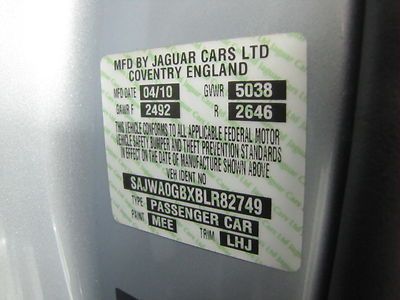 MFD BY JAGUAR CARS LTD
COVENTRY ENGLAND
MFD DATE 04/10 GVWR 5038
GAWR F 2492 R 2646
THIS VEHICLE CONFORMS TO ALL APPLICABLE FEDERAL MOTOR
VEHICLE SAFETY BUMPER AND THEFT PREVENTION STANDARDS
IN EFFECT ON THE DATE OF MANUFACTURE SHOWN ABOVE
VEH IDENT.NO
SAJWA0GBXBLR82749
TYPE PASSENGER CAR
PAINT MEE TRIM LHJ